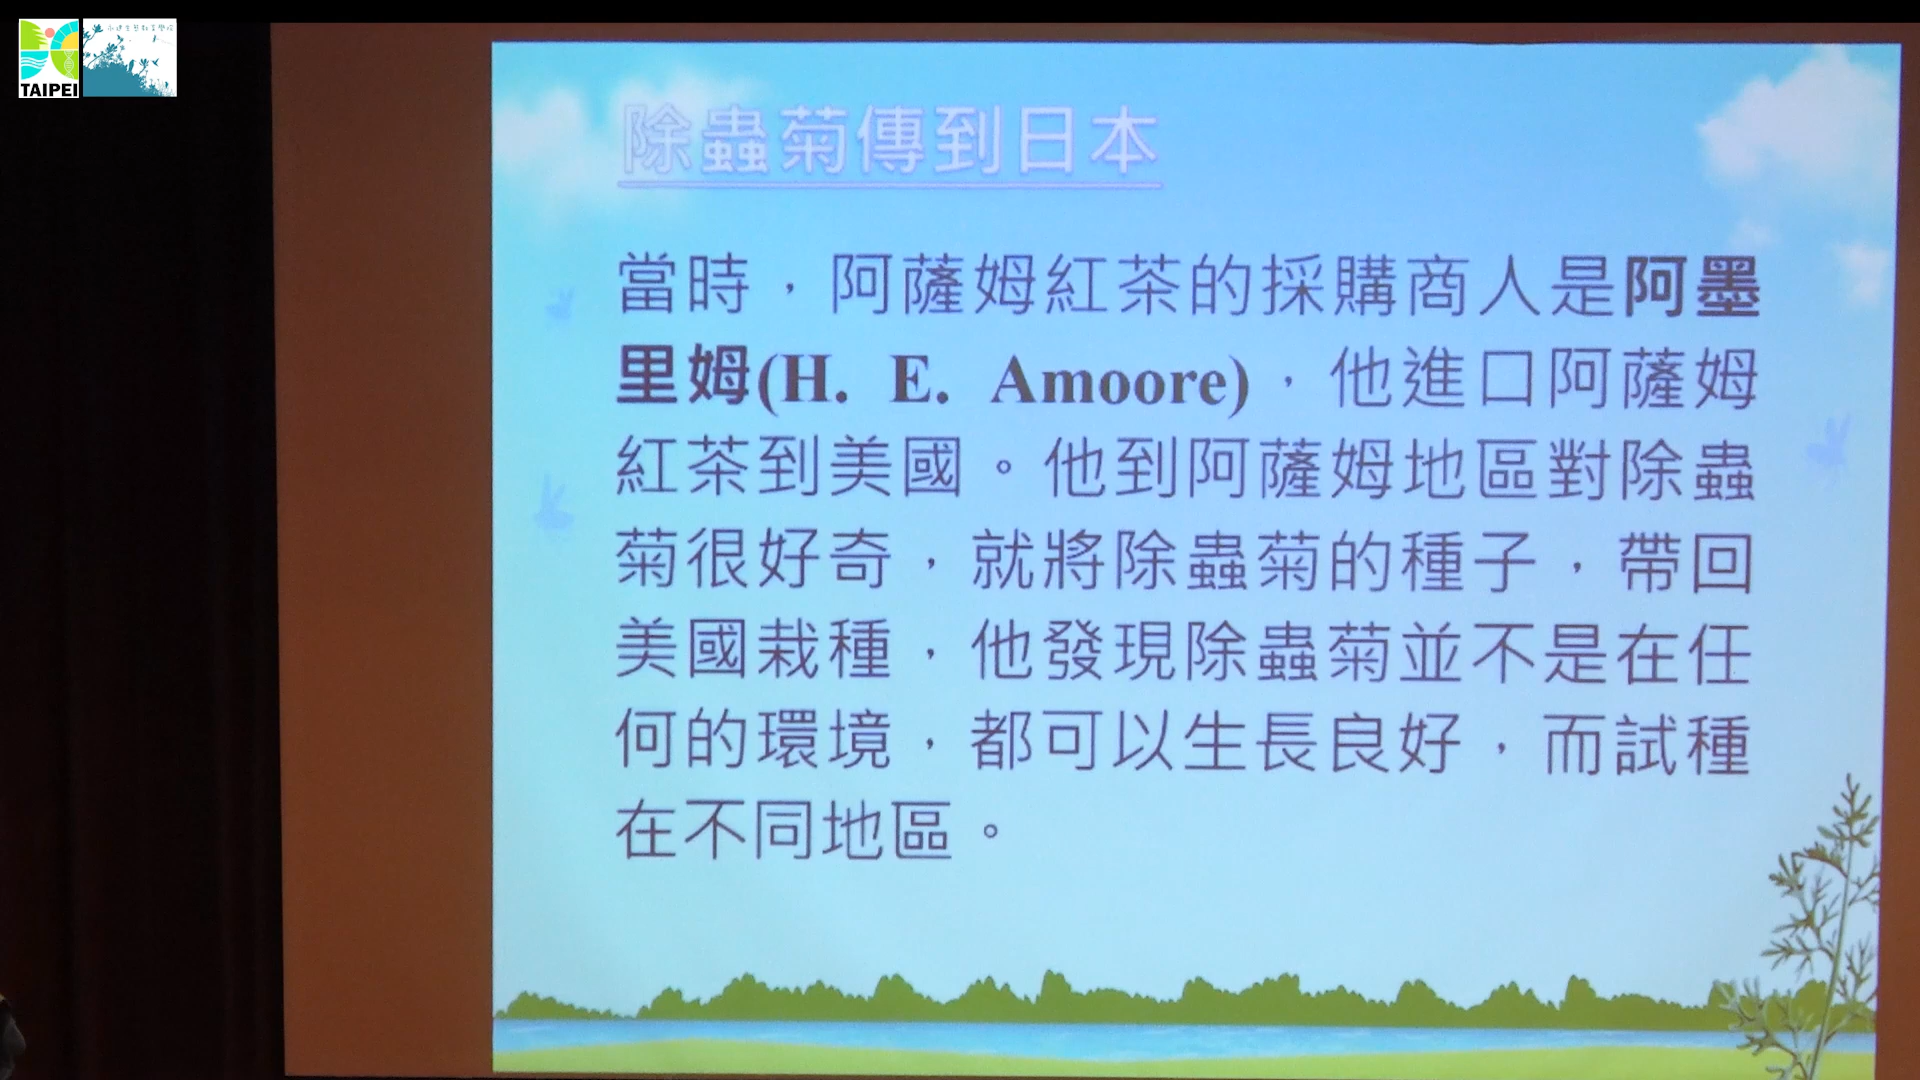 TAIPEI
除蟲菊傳到日本
當時，阿薩姆紅茶的採購商人是阿墨
里姆(H. E. Amoore)，他進口阿薩姆
紅茶到美國。他到阿薩姆地區對除蟲
菊很好奇，就將除蟲菊的種子，帶回
美國栽種，他發現除蟲菊並不是在任
何的環境，都可以生長良好，而試種
在不同地區。